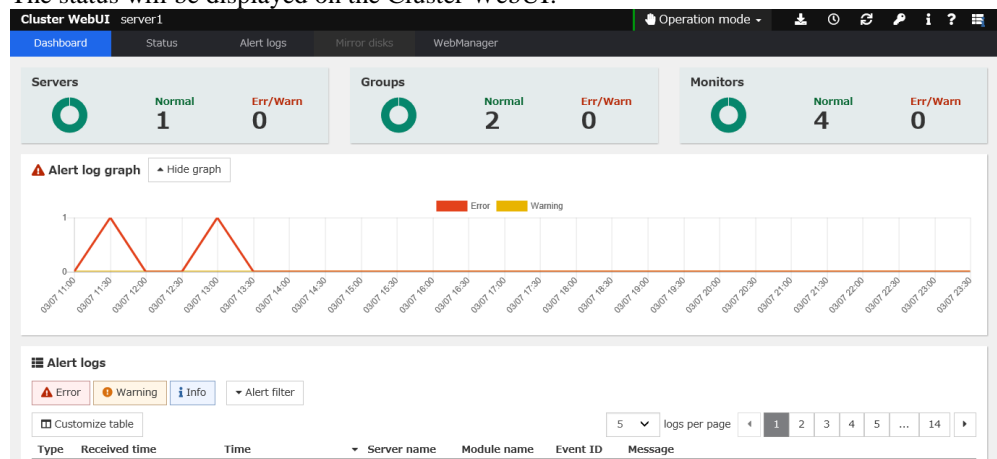 The status will be displayed on the Cluster WebUI.
Cluster WebUI server1 Operation mode
Dashboard Status Alert logs Mirror disks WebManager
Servers Groups Monitors
Normal Err/Warn Normal Err/Warn Normal Err/Warn
1 0 2 0 4 0
Alert log graph Hide graph
Error Warning
1
0
03/07 11:00 03/07 11:30 03/07 12:00 03/07 12:30 03/07 13:00 03/07 13:30 03/07 14:00 03/07 14:30 03/07 15:00 03/07 15:30 03/07 16:00 03/07 16:30 03/07 17:00 03/07 17:30 03/07 18:00 03/07 18:30 03/07 19:00 03/07 19:30 03/07 20:00 03/07 20:30 03/07 21:00 03/07 21:30 03/07 22:00 03/07 22:30 03/07 23:00 03/07 23:30
Alert logs
Error Warning Info Alert filter
Customize table 5 logs per page 1 2 3 4 5 ... 14
Type Received time Time Server name Module name Event ID Message